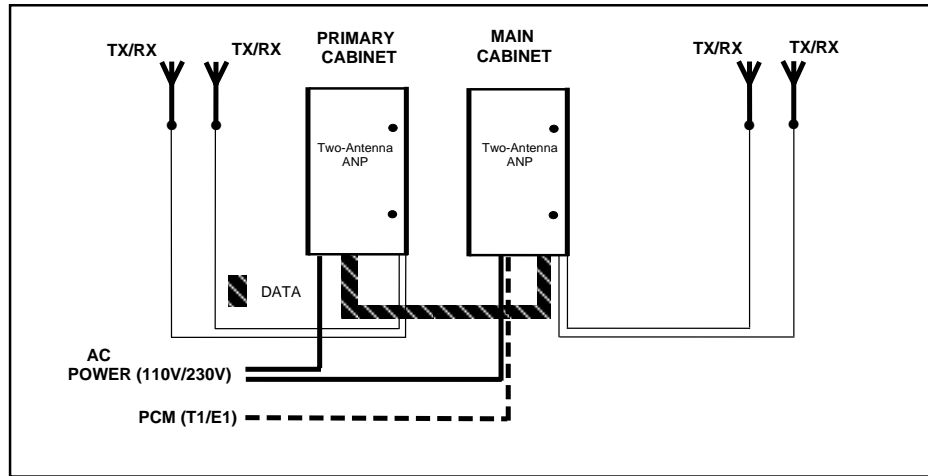 TX/RX
TX/RX
PRIMARY
CABINET
MAIN
CABINET
TX/RX
TX/RX
Two-Antenna
ANP
Two-Antenna
ANP
DATA
AC
POWER (110V/230V)
PCM (T1/E1)